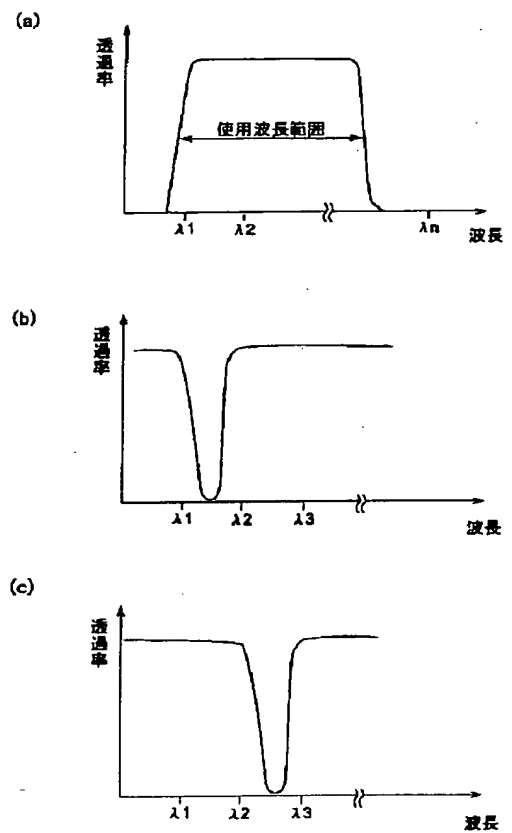 (a)
透過率
使用波長範囲
λ1 λ2 λn
波長
(b)
透過率
λ1 λ2 λ3
波長
(c)
透過率
λ1 λ2 λ3
波長